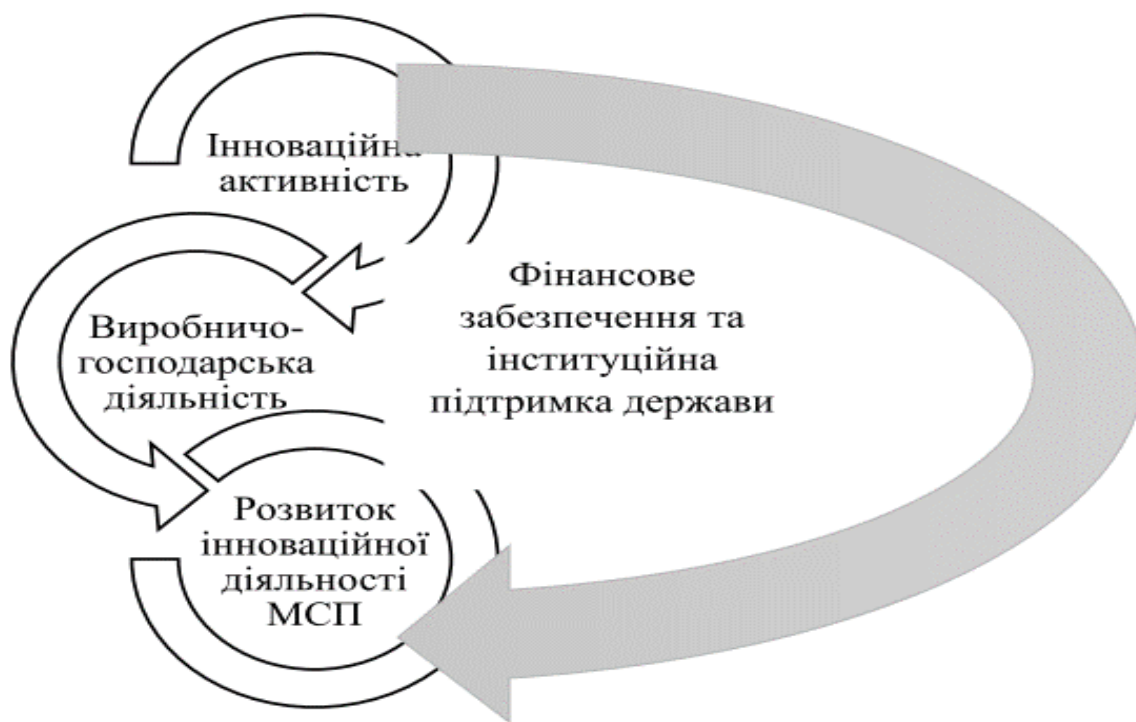 Інноваційна
активність
Фінансове
забезпечення та
інституційна
підтримка держави
Виробничо-
господарська
діяльність
Розвиток
інноваційної
діяльності
МСП